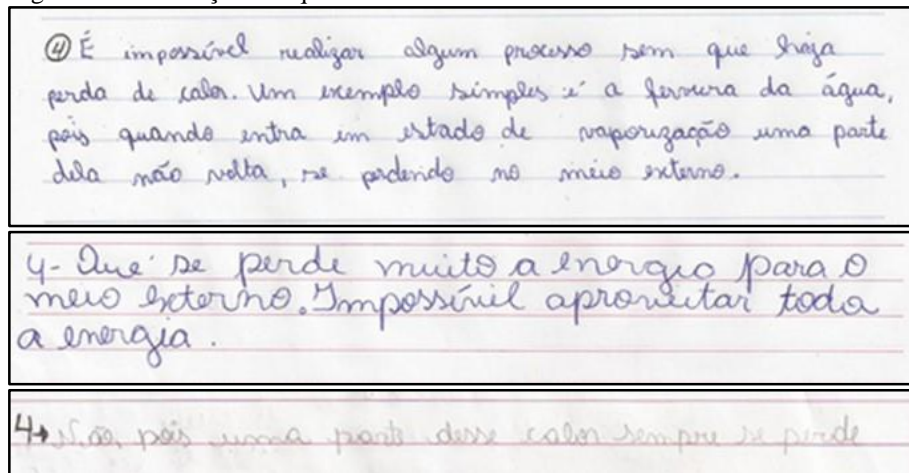 ④ É impossível realizar algum processo sem que haja
perda de calor. Um exemplo simples é a fervura da água,
pois quando entra em estado de vaporização uma parte
dela não volta, se perdendo no meio externo.
4- Que se perde muito a energia para o
meio externo. Impossível aproveitar toda
a energia.
4→ Não, pois uma parte desse calor sempre se perde